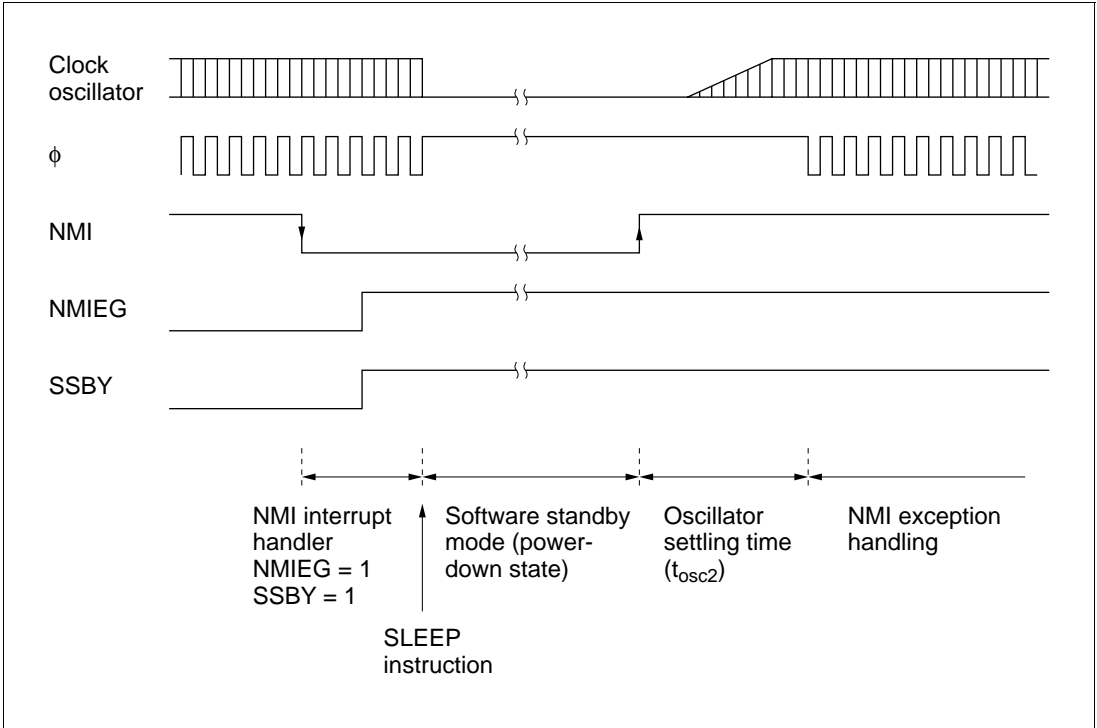 Clock
oscillator
φ
NMI
NMIEG
SSBY
NMI interrupt
handler
NMIEG = 1
SSBY = 1
SLEEP
instruction
Software standby
mode (power-
down state)
Oscillator
settling time
(tosc2)
NMI exception
handling